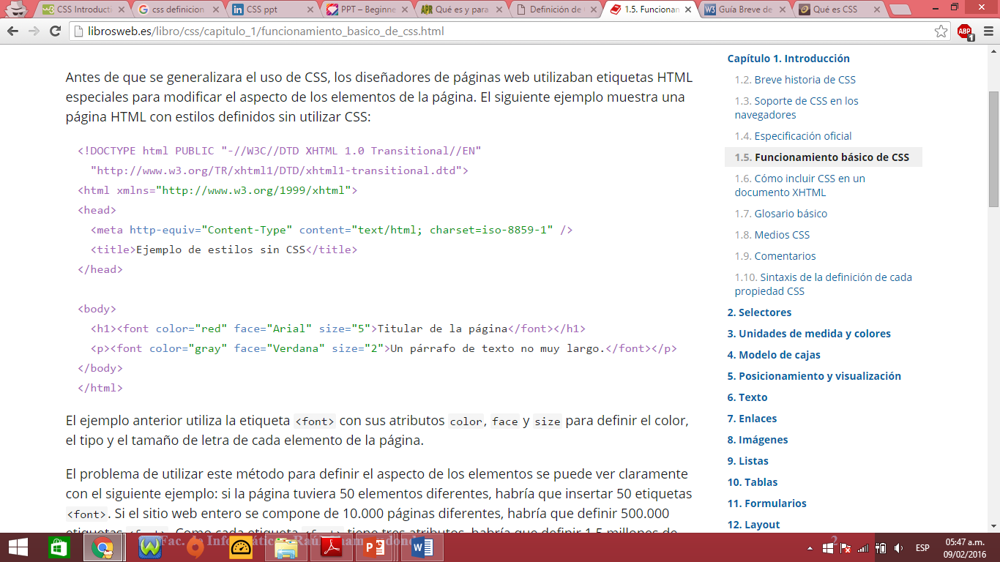 CSS Introducti
css definicion
CSS ppt
PPT – Beginne
Qué es y para
Definición de
1.5. Funcionan
Guía Breve de
Qué es CSS
librosweb.es/libro/css/capitulo_1/funcionamiento_basico_de_css.html
ABP
1
Antes de que se generalizara el uso de CSS, los diseñadores de páginas web utilizaban etiquetas HTML
especiales para modificar el aspecto de los elementos de la página. El siguiente ejemplo muestra una
página HTML con estilos definidos sin utilizar CSS:
<!DOCTYPE html PUBLIC "-//W3C//DTD XHTML 1.0 Transitional//EN"
"http://www.w3.org/TR/xhtml1/DTD/xhtml1-transitional.dtd">
<html xmlns="http://www.w3.org/1999/xhtml">
<head>
<meta http-equiv="Content-Type" content="text/html; charset=iso-8859-1" />
<title>Ejemplo de estilos sin CSS</title>
</head>
<body>
<h1><font color="red" face="Arial" size="5">Titular de la página</font></h1>
<p><font color="gray" face="Verdana" size="2">Un párrafo de texto no muy largo.</font></p>
</body>
</html>
El ejemplo anterior utiliza la etiqueta <font> con sus atributos color, face y size para definir el color,
el tipo y el tamaño de letra de cada elemento de la página.
El problema de utilizar este método para definir el aspecto de los elementos se puede ver claramente
con el siguiente ejemplo: si la página tuviera 50 elementos diferentes, habría que insertar 50 etiquetas
<font>. Si el sitio web entero se compone de 10.000 páginas diferentes, habría que definir 500.000
etiquetas <font>. Como cada etiqueta <font> tiene tres atributos, habría que definir 1.5 millones de
Capítulo 1. Introducción
1.2. Breve historia de CSS
1.3. Soporte de CSS en los
navegadores
1.4. Especificación oficial
1.5. Funcionamiento básico de CSS
1.6. Cómo incluir CSS en un
documento XHTML
1.7. Glosario básico
1.8. Medios CSS
1.9. Comentarios
1.10. Sintaxis de la definición de cada
propiedad CSS
2. Selectores
3. Unidades de medida y colores
4. Modelo de cajas
5. Posicionamiento y visualización
6. Texto
7. Enlaces
8. Imágenes
9. Listas
10. Tablas
11. Formularios
12. Layout
Fac. de Informática Raúl
2
ESP
05:47 a.m.
09/02/2016